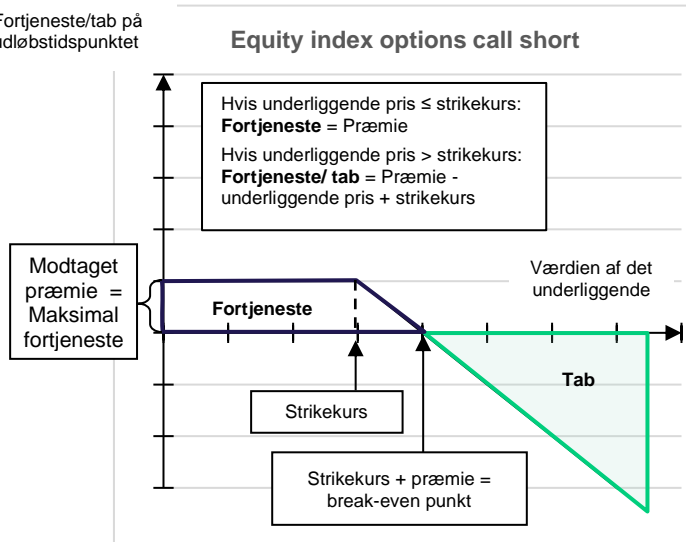 Fortjeneste/tab på
udløbstidspunktet
Equity index options call short
Hvis underliggende pris ≤ strikekurs:
Fortjeneste = Præmie
Hvis underliggende pris > strikekurs:
Fortjeneste/ tab = Præmie -
underliggende pris + strikekurs
Modtaget
præmie =
Maksimal
fortjeneste
Fortjeneste
Værdien af det
underliggende
Tab
Strikekurs
Strikekurs + præmie =
break-even punkt